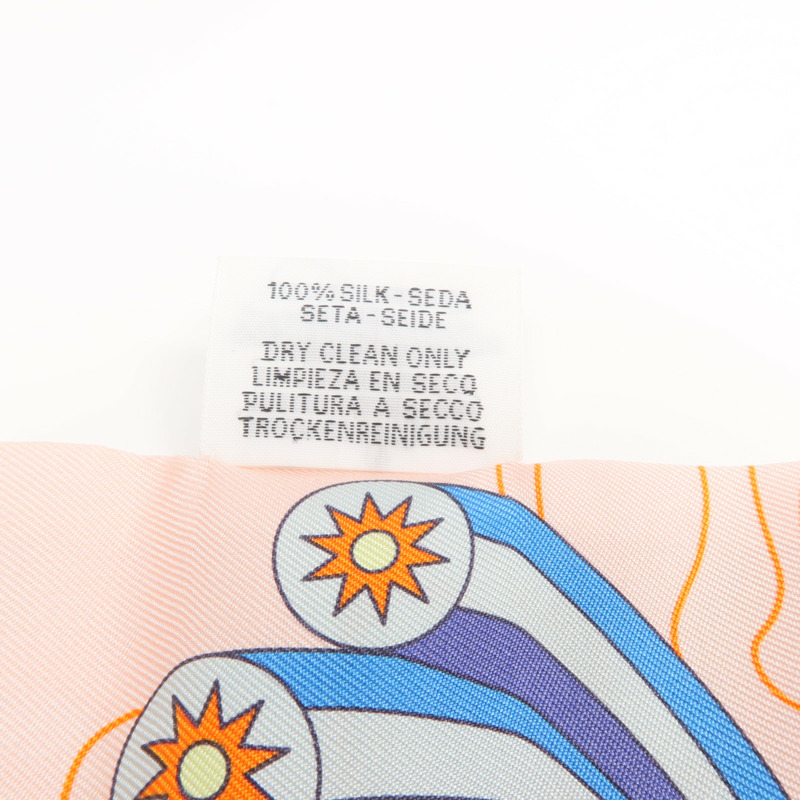 100% SILK - SEDA
SETA - SEIDE
DRY CLEAN ONLY
LIMPIEZA EN SECO
PULITURA A SECCO
TROCKENREINIGUNG